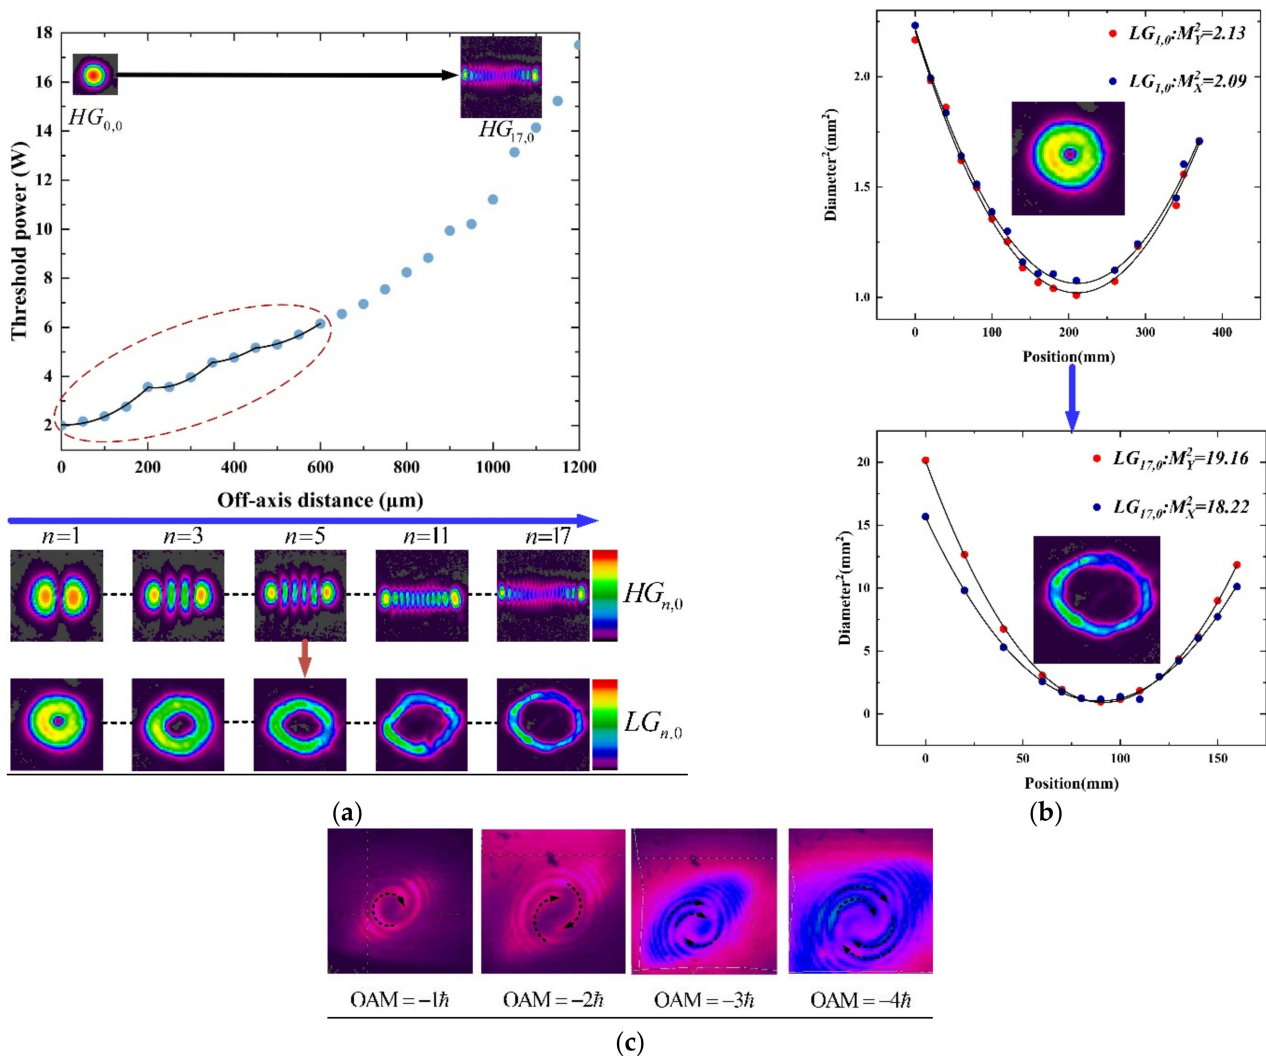 18
16
14
12
10
8
6
4
2
Threshold power (W)
HG0,0
HG17,0
0
200
400
600
800
1000
1200
Off-axis distance (μm)
n=1
n=3
n=5
n=11
n=17
HGn,0
LGn,0
(a)
2.0
1.5
1.0
Diameter²(mm²)
LG1,0:M²Y=2.13
LG1,0:M²X=2.09
0
100
200
300
400
Position(mm)
20
15
10
5
0
Diameter²(mm²)
LG17,0:M²Y=19.16
LG17,0:M²X=18.22
0
50
100
150
Position(mm)
(b)
OAM = −1ħ
OAM = −2ħ
OAM = −3ħ
OAM = −4ħ
(c)